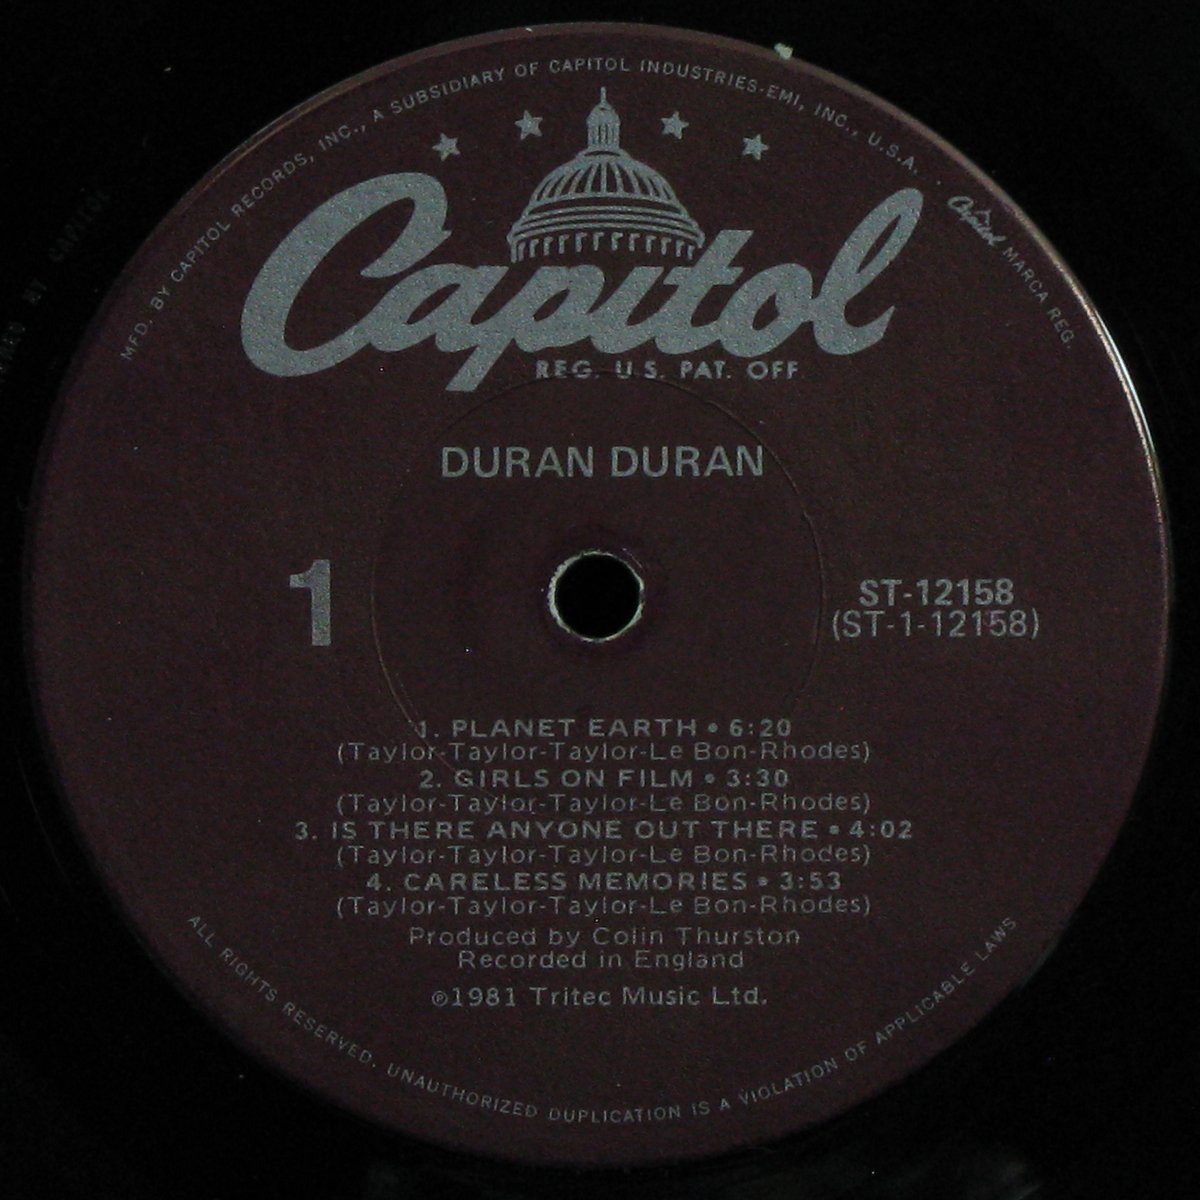 MFD. BY CAPITOL RECORDS, INC., A SUBSIDIARY OF CAPITOL INDUSTRIES-EMI, INC., U.S.A. . Capitol MARCA REG.
Capitol
REG. U.S. PAT. OFF.
DURAN DURAN
1
ST-12158
(ST-1-12158)
1. PLANET EARTH • 6:20
(Taylor-Taylor-Taylor-Le Bon-Rhodes)
2. GIRLS ON FILM • 3:30
(Taylor-Taylor-Taylor-Le Bon-Rhodes)
3. IS THERE ANYONE OUT THERE • 4:02
(Taylor-Taylor-Taylor-Le Bon-Rhodes)
4. CARELESS MEMORIES • 3:53
(Taylor-Taylor-Taylor-Le Bon-Rhodes)
Produced by Colin Thurston
Recorded in England
℗1981 Tritec Music Ltd.
ALL RIGHTS RESERVED. UNAUTHORIZED DUPLICATION IS A VIOLATION OF APPLICABLE LAWS